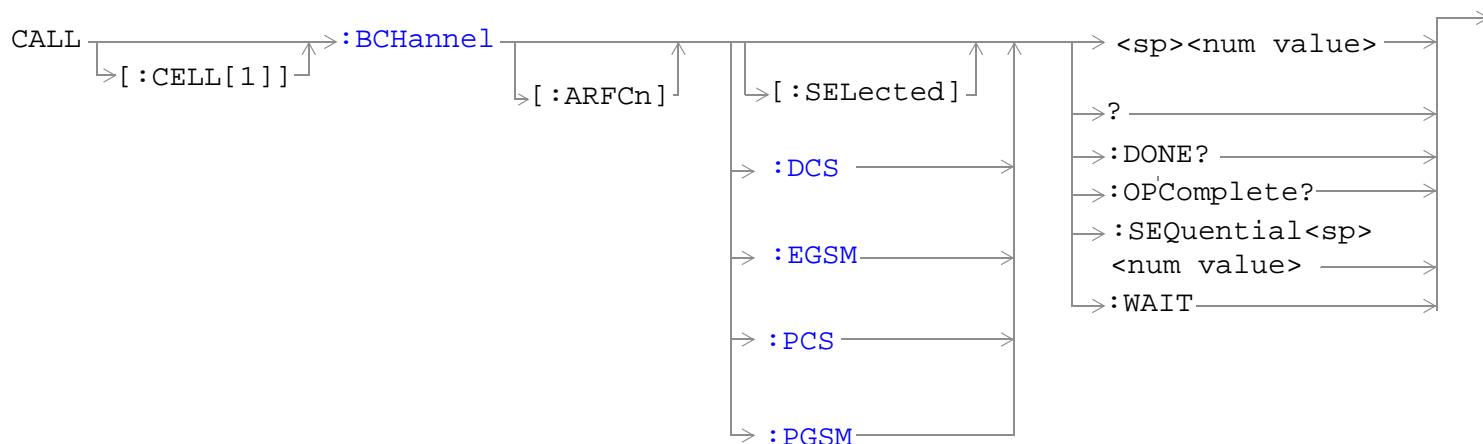 CALL
[:CELL[1]]
:BCHannel
[:ARFCn]
[:SELected]
:DCS
:EGSM
:PCS
:PGSM
<sp><num value>
?
:DONE?
:OPComplete?
:SEQuential<sp>
<num value>
:WAIT